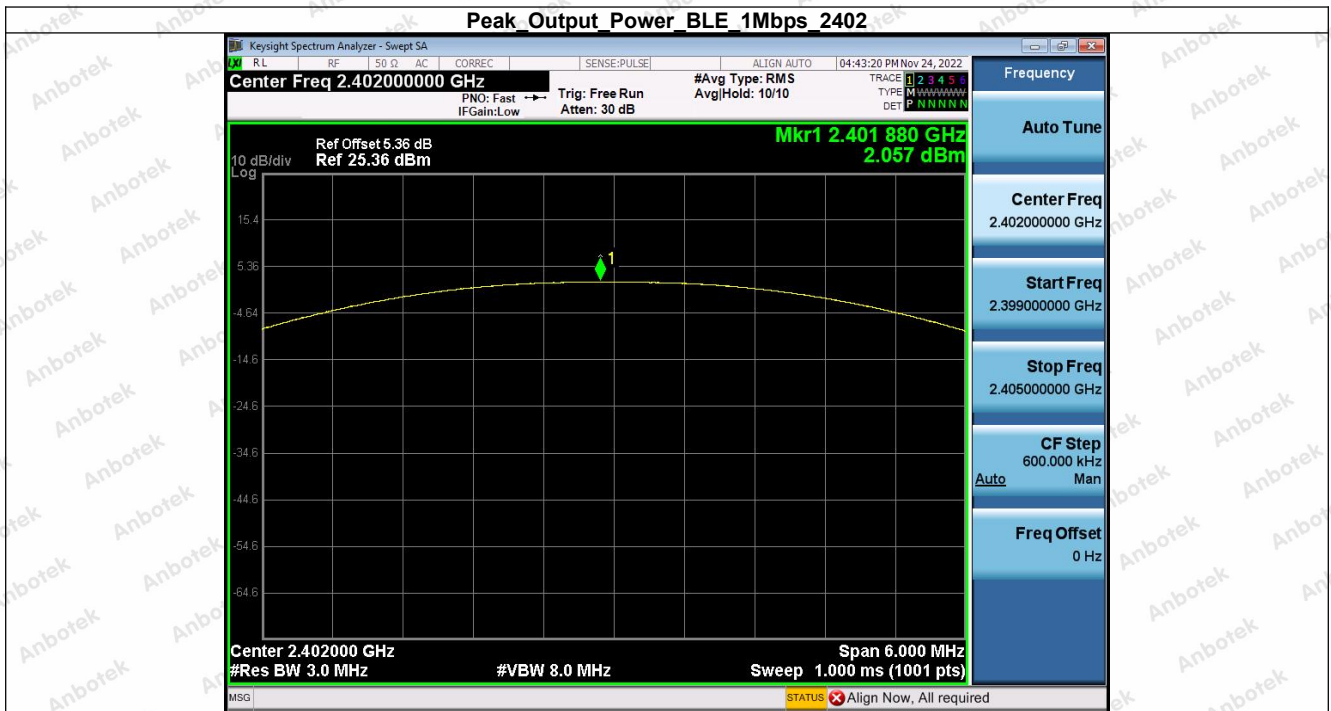 Peak_Output_Power_BLE_1Mbps_2402
Keysight Spectrum Analyzer - Swept SA
LXI RL RF 50 Ω AC CORREC SENSE:PULSE ALIGN AUTO 04:43:20 PM Nov 24, 2022
Center Freq 2.402000000 GHz
PNO: Fast
IFGain:Low
Trig: Free Run
Atten: 30 dB
#Avg Type: RMS
Avg|Hold: 10/10
TRACE 1 2 3 4 5 6
TYPE M WWWWW
DET P N N N N N
Mkr1 2.401 880 GHz
2.057 dBm
Ref Offset 5.36 dB
10 dB/div Ref 25.36 dBm
Log
15.4
1
5.36
-4.64
-14.6
-24.6
-34.6
-44.6
-54.6
-64.6
Center 2.402000 GHz Span 6.000 MHz
#Res BW 3.0 MHz #VBW 8.0 MHz Sweep 1.000 ms (1001 pts)
MSG STATUS Align Now, All required
Frequency
Auto Tune
Center Freq
2.402000000 GHz
Start Freq
2.399000000 GHz
Stop Freq
2.405000000 GHz
CF Step
600.000 kHz
Auto Man
Freq Offset
0 Hz
Anbotek